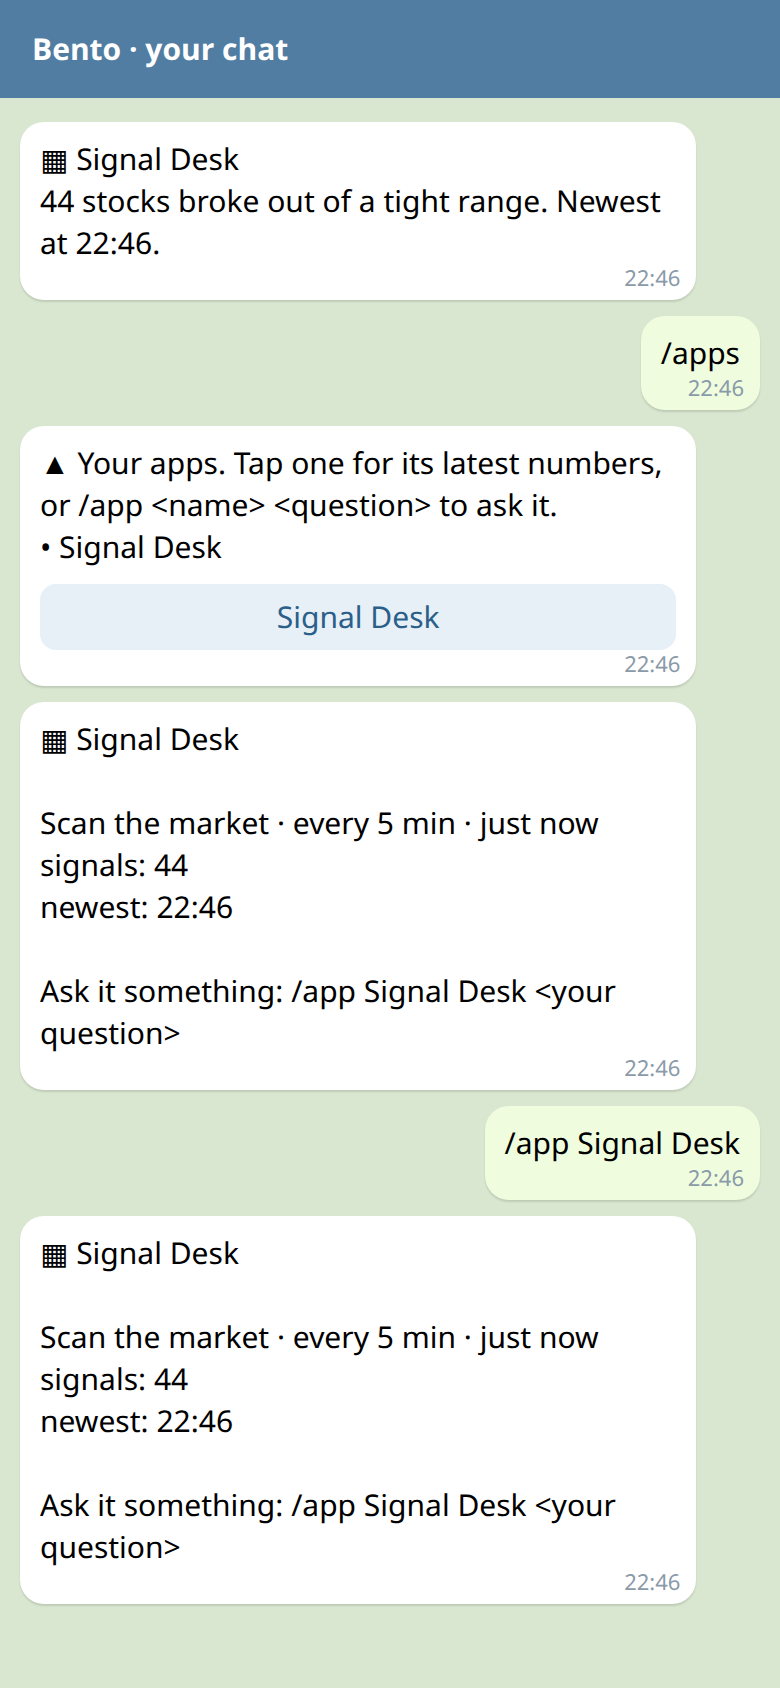 Bento · your chat
▦ Signal Desk
44 stocks broke out of a tight range. Newest
at 22:46.
22:46
/apps
22:46
▲ Your apps. Tap one for its latest numbers,
or /app <name> <question> to ask it.
• Signal Desk
Signal Desk
22:46
▦ Signal Desk
Scan the market · every 5 min · just now
signals: 44
newest: 22:46
Ask it something: /app Signal Desk <your
question>
22:46
/app Signal Desk
22:46
▦ Signal Desk
Scan the market · every 5 min · just now
signals: 44
newest: 22:46
Ask it something: /app Signal Desk <your
question>
22:46